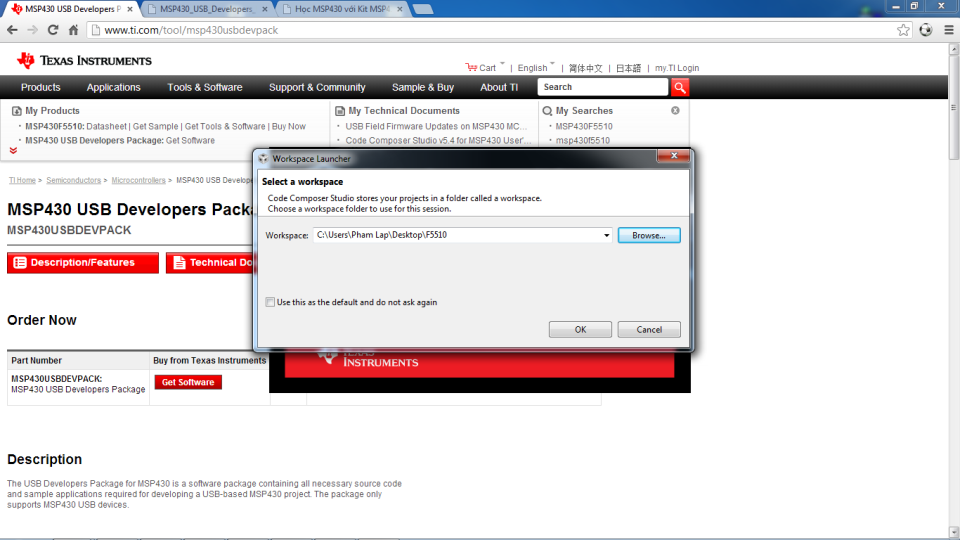 MSP430 USB Developers P
MSP430_USB_Developers_
Học MSP430 với Kit MSP4
www.ti.com/tool/msp430usbdevpack
TEXAS INSTRUMENTS
Cart | English | 简体中文 | 日本語 | my.TI Login
Products Applications Tools & Software Support & Community Sample & Buy About TI Search
My Products
• MSP430F5510: Datasheet | Get Sample | Get Tools & Software | Buy Now
• MSP430 USB Developers Package: Get Software
My Technical Documents
• USB Field Firmware Updates on MSP430 MC...
• Code Composer Studio v5.4 for MSP430 User'...
My Searches
• MSP430F5510
• msp430f5510
TI Home > Semiconductors > Microcontrollers > MSP430 USB Develope
MSP430 USB Developers Packa
MSP430USBDEVPACK
Description/Features
Technical Do
Workspace Launcher
Select a workspace
Code Composer Studio stores your projects in a folder called a workspace.
Choose a workspace folder to use for this session.
Workspace: C:\Users\Pham Lap\Desktop\F5510 Browse...
Use this as the default and do not ask again
OK Cancel
TEXAS
INSTRUMENTS
Order Now
Part Number Buy from Texas Instruments
MSP430USBDEVPACK:
MSP430 USB Developers Package
Get Software
Description
The USB Developers Package for MSP430 is a software package containing all necessary source code
and sample applications required for developing a USB-based MSP430 project. The package only
supports MSP430 USB devices.